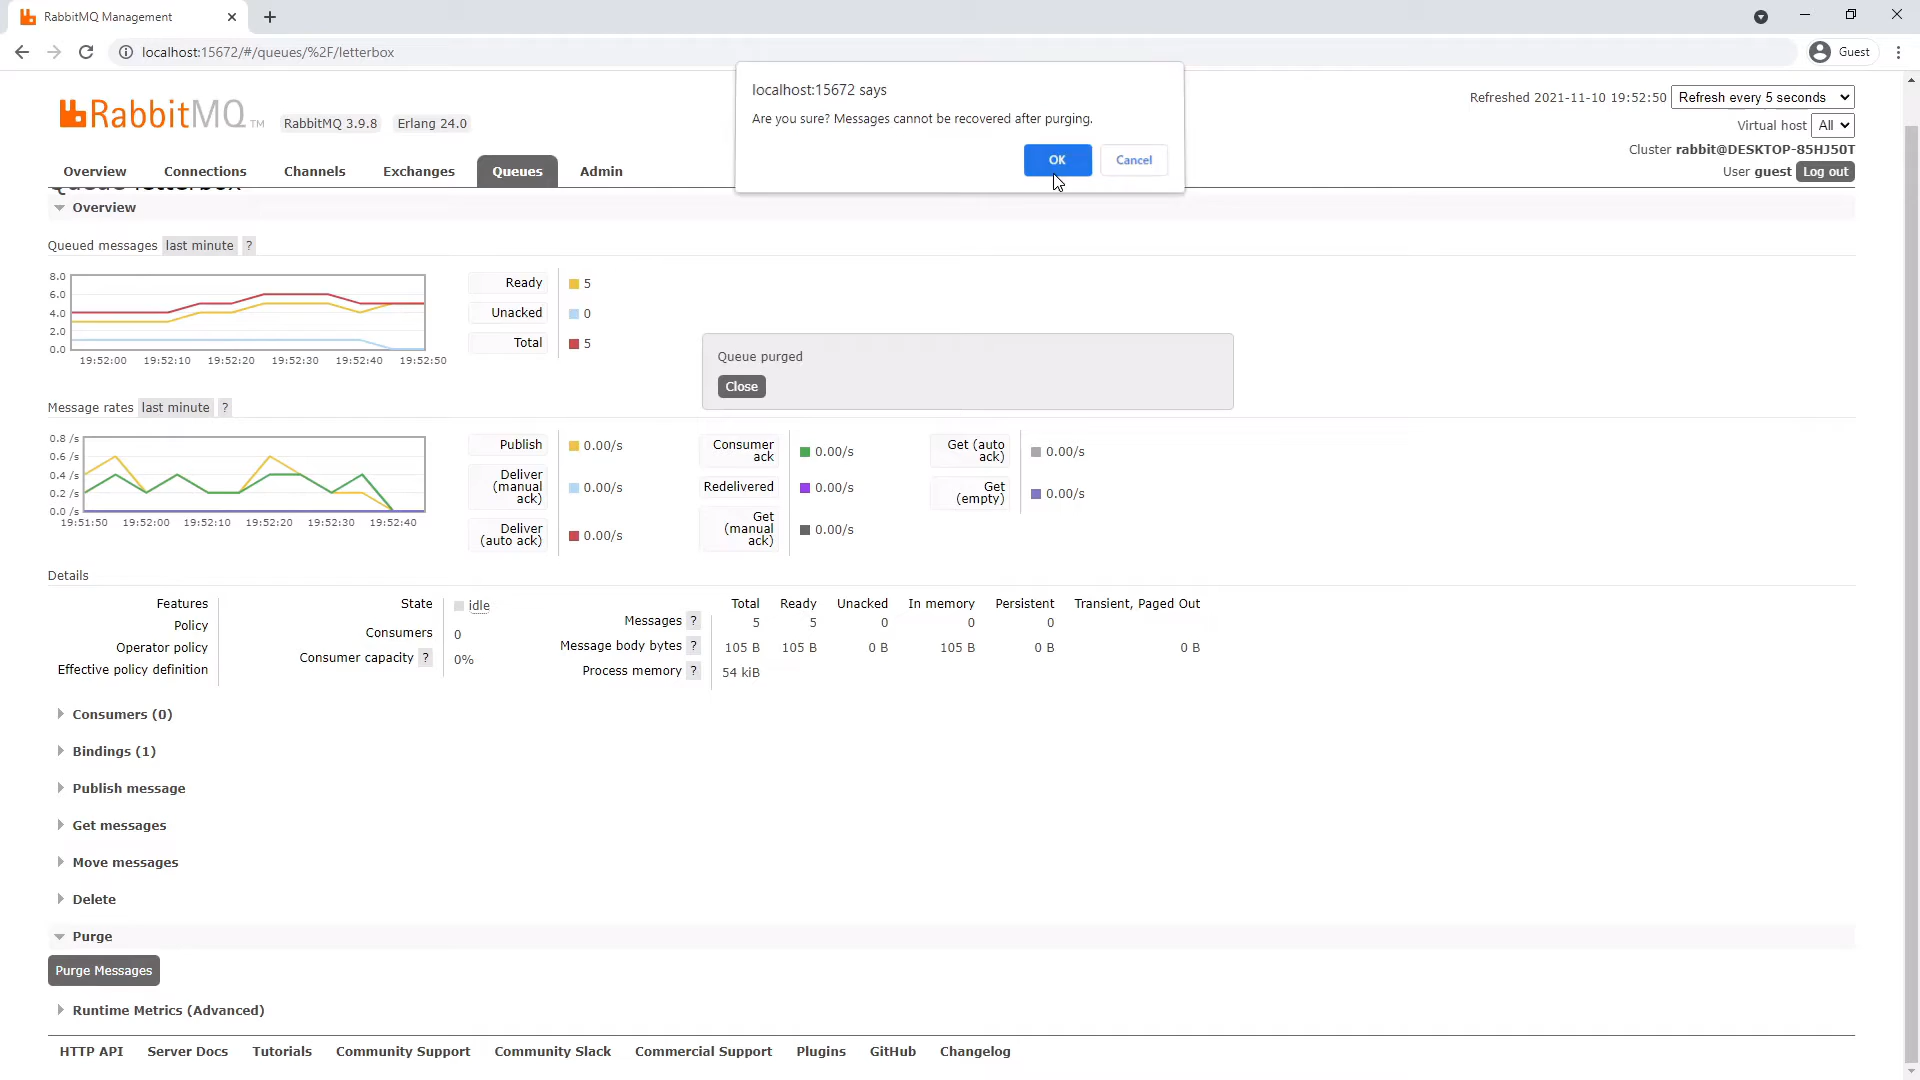 RabbitMQ Management
localhost:15672/#/queues/%2F/letterbox
Guest
localhost:15672 says
Are you sure? Messages cannot be recovered after purging.
OK
Cancel
RabbitMQ TM
RabbitMQ 3.9.8
Erlang 24.0
Refreshed 2021-11-10 19:52:50
Refresh every 5 seconds
Virtual host
All
Cluster rabbit@DESKTOP-85HJ50T
User guest
Log out
Overview
Connections
Channels
Exchanges
Queues
Admin
Queue letterbox
Overview
Queued messages last minute ?
8.0
6.0
4.0
2.0
0.0
19:52:00 19:52:10 19:52:20 19:52:30 19:52:40 19:52:50
Ready 5
Unacked 0
Total 5
Queue purged
Close
Message rates last minute ?
0.8 /s
0.6 /s
0.4 /s
0.2 /s
0.0 /s
19:51:50 19:52:00 19:52:10 19:52:20 19:52:30 19:52:40
Publish 0.00/s
Deliver
(manual
ack)
0.00/s
Deliver
(auto ack)
0.00/s
Consumer
ack
0.00/s
Redelivered 0.00/s
Get
(manual
ack)
0.00/s
Get (auto
ack)
0.00/s
Get
(empty)
0.00/s
Details
Features
Policy
Operator policy
Effective policy definition
State idle
Consumers 0
Consumer capacity ? 0%
Total Ready Unacked In memory Persistent Transient, Paged Out
Messages ? 5 5 0 0 0
Message body bytes ? 105 B 105 B 0 B 105 B 0 B 0 B
Process memory ? 54 kiB
Consumers (0)
Bindings (1)
Publish message
Get messages
Move messages
Delete
Purge
Purge Messages
Runtime Metrics (Advanced)
HTTP API
Server Docs
Tutorials
Community Support
Community Slack
Commercial Support
Plugins
GitHub
Changelog